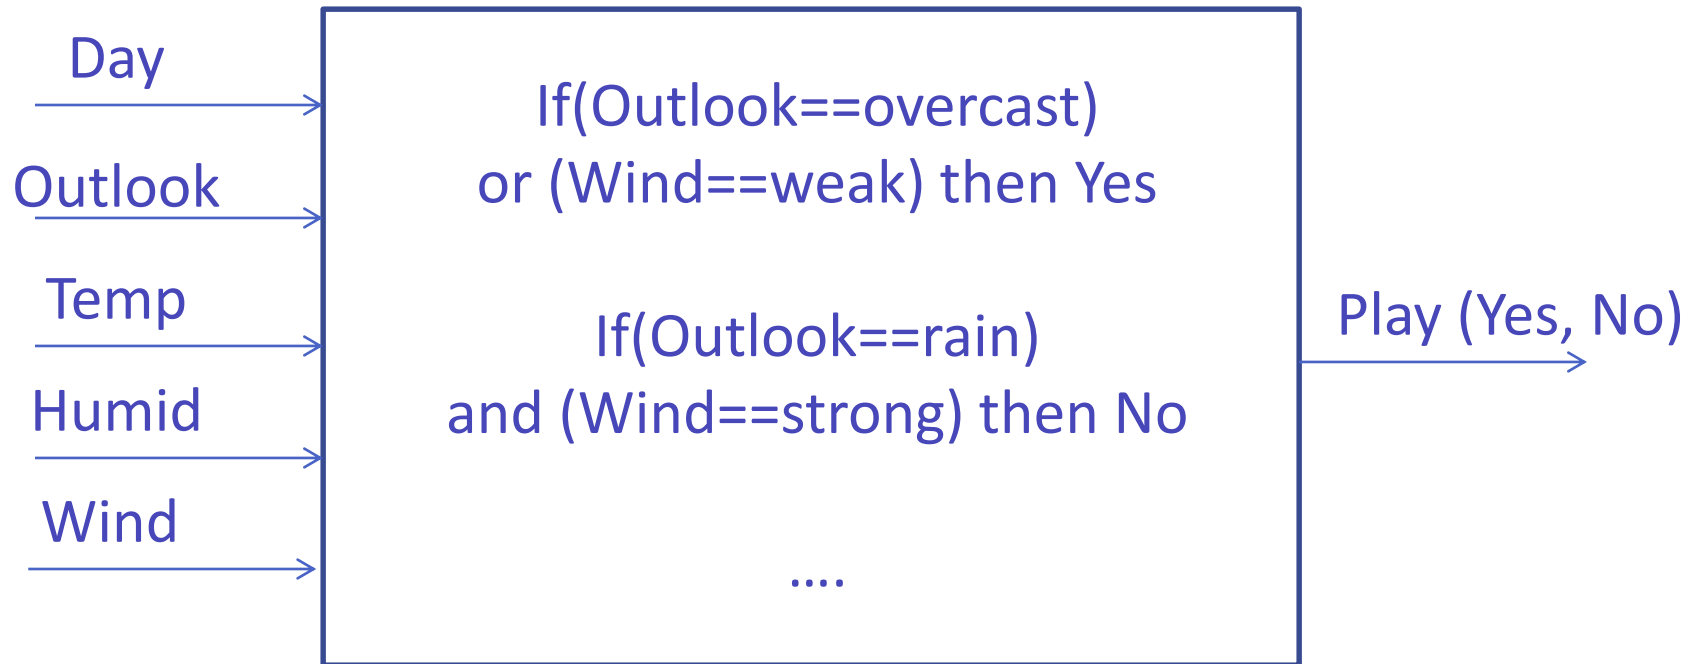 Day
Outlook
Temp
Humid
Wind
If(Outlook==overcast)
or (Wind==weak) then Yes
If(Outlook==rain)
and (Wind==strong) then No
....
Play (Yes, No)